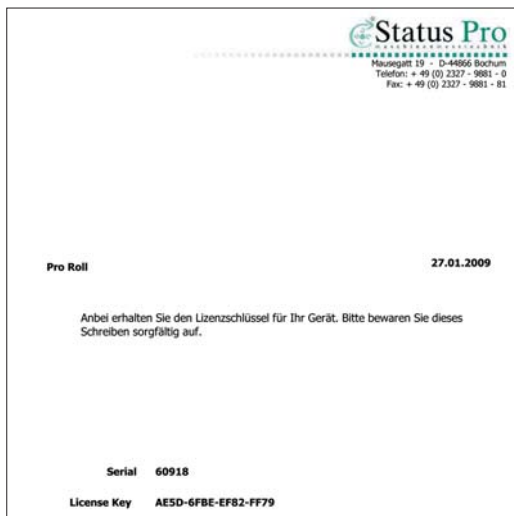 Status Pro
maschinenmesstechnik
Mausegatt 19 - D-44866 Bochum
Telefon: + 49 (0) 2327 - 9881 - 0
Fax: + 49 (0) 2327 - 9881 - 81
Pro Roll 27.01.2009
Anbei erhalten Sie den Lizenzschlüssel für Ihr Gerät. Bitte bewaren Sie dieses
Schreiben sorgfältig auf.
Serial 60918
License Key AE5D-6FBE-EF82-FF79